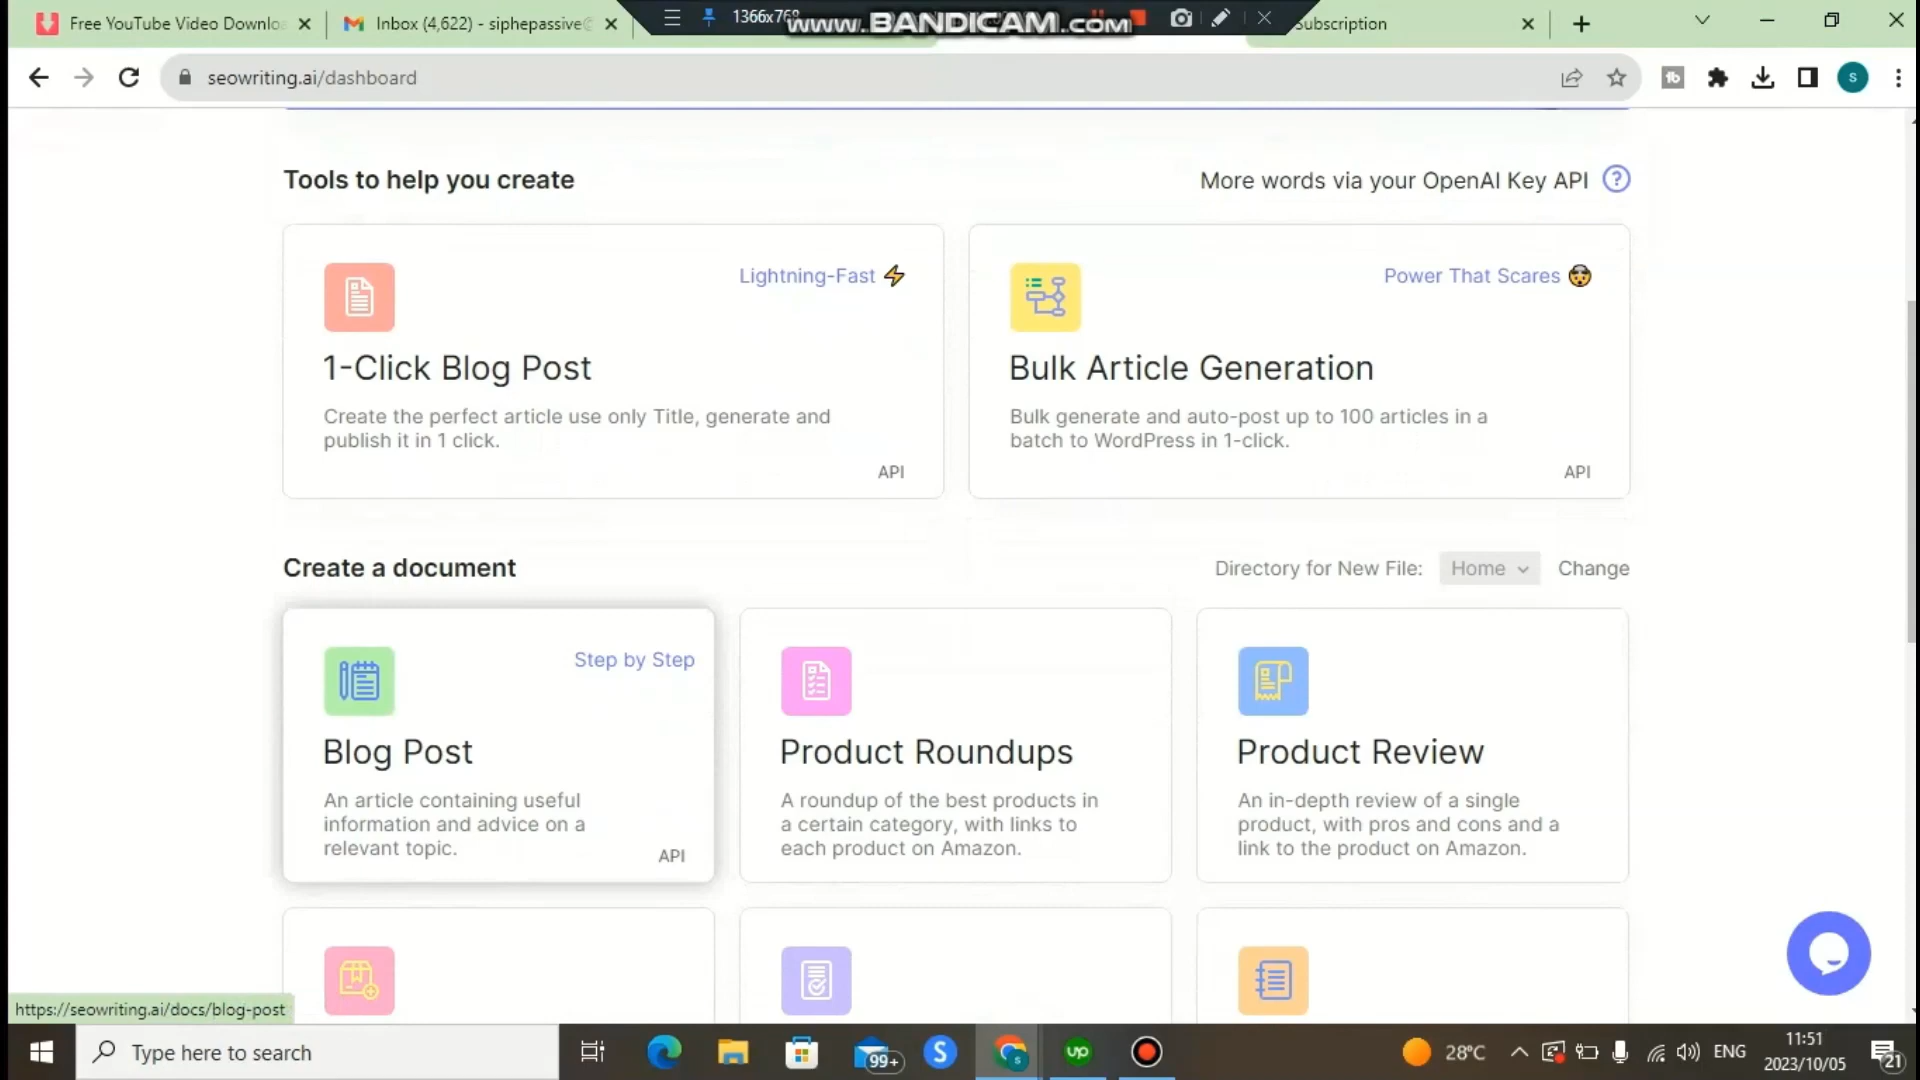 Free YouTube Video Downlo
Inbox (4,622) - siphepassive@
1366x768
www.BANDICAM.com
Subscription
seowriting.ai/dashboard
Tools to help you create
More words via your OpenAI Key API
Lightning-Fast
1-Click Blog Post
Create the perfect article use only Title, generate and
publish it in 1 click.
API
Power That Scares
Bulk Article Generation
Bulk generate and auto-post up to 100 articles in a
batch to WordPress in 1-click.
API
Create a document
Directory for New File:
Home
Change
Step by Step
Blog Post
An article containing useful
information and advice on a
relevant topic.
API
Product Roundups
A roundup of the best products in
a certain category, with links to
each product on Amazon.
Product Review
An in-depth review of a single
product, with pros and cons and a
link to the product on Amazon.
https://seowriting.ai/docs/blog-post
Type here to search
99+
28°C
ENG
11:51
2023/10/05
21